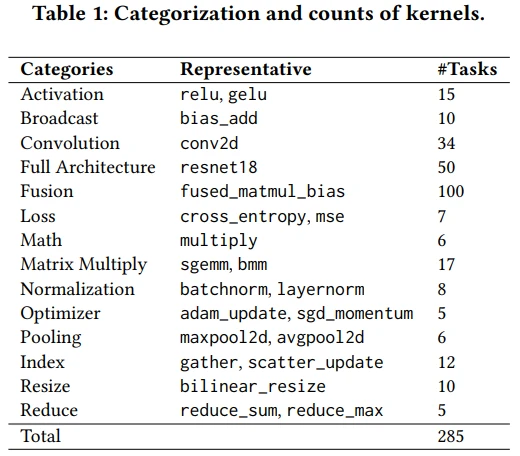 Table 1: Categorization and counts of kernels.
Categories Representative #Tasks
Activation relu, gelu 15
Broadcast bias_add 10
Convolution conv2d 34
Full Architecture resnet18 50
Fusion fused_matmul_bias 100
Loss cross_entropy, mse 7
Math multiply 6
Matrix Multiply sgemm, bmm 17
Normalization batchnorm, layernorm 8
Optimizer adam_update, sgd_momentum 5
Pooling maxpool2d, avgpool2d 6
Index gather, scatter_update 12
Resize bilinear_resize 10
Reduce reduce_sum, reduce_max 5
Total 285